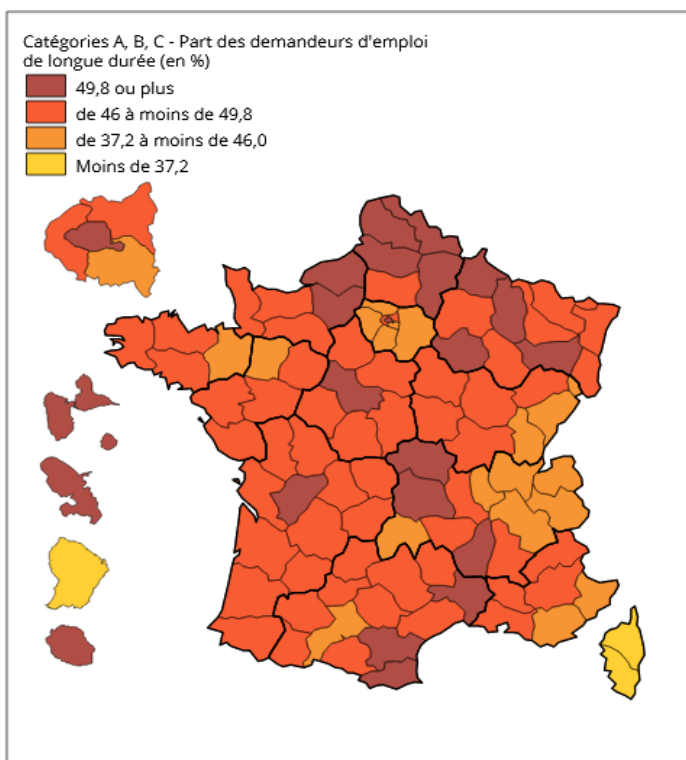 Catégories A, B, C - Part des demandeurs d'emploi
de longue durée (en %)
49,8 ou plus
de 46 à moins de 49,8
de 37,2 à moins de 46,0
Moins de 37,2